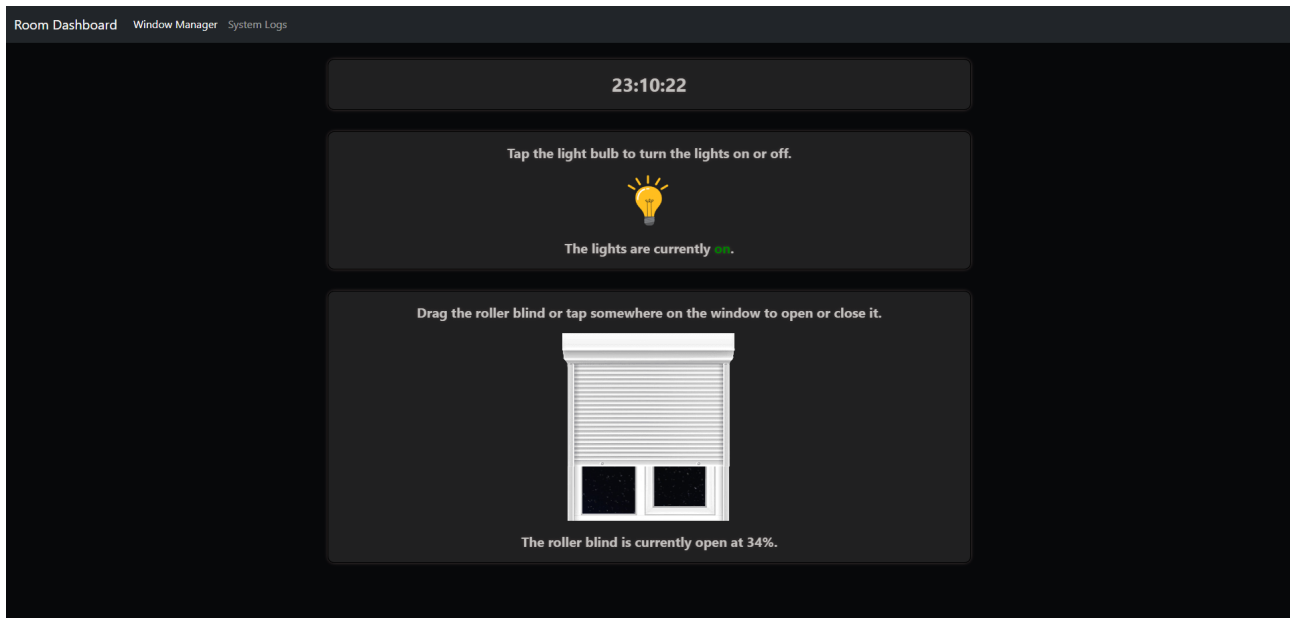 Room Dashboard Window Manager System Logs
23:10:22
Tap the light bulb to turn the lights on or off.
The lights are currently on.
Drag the roller blind or tap somewhere on the window to open or close it.
The roller blind is currently open at 34%.